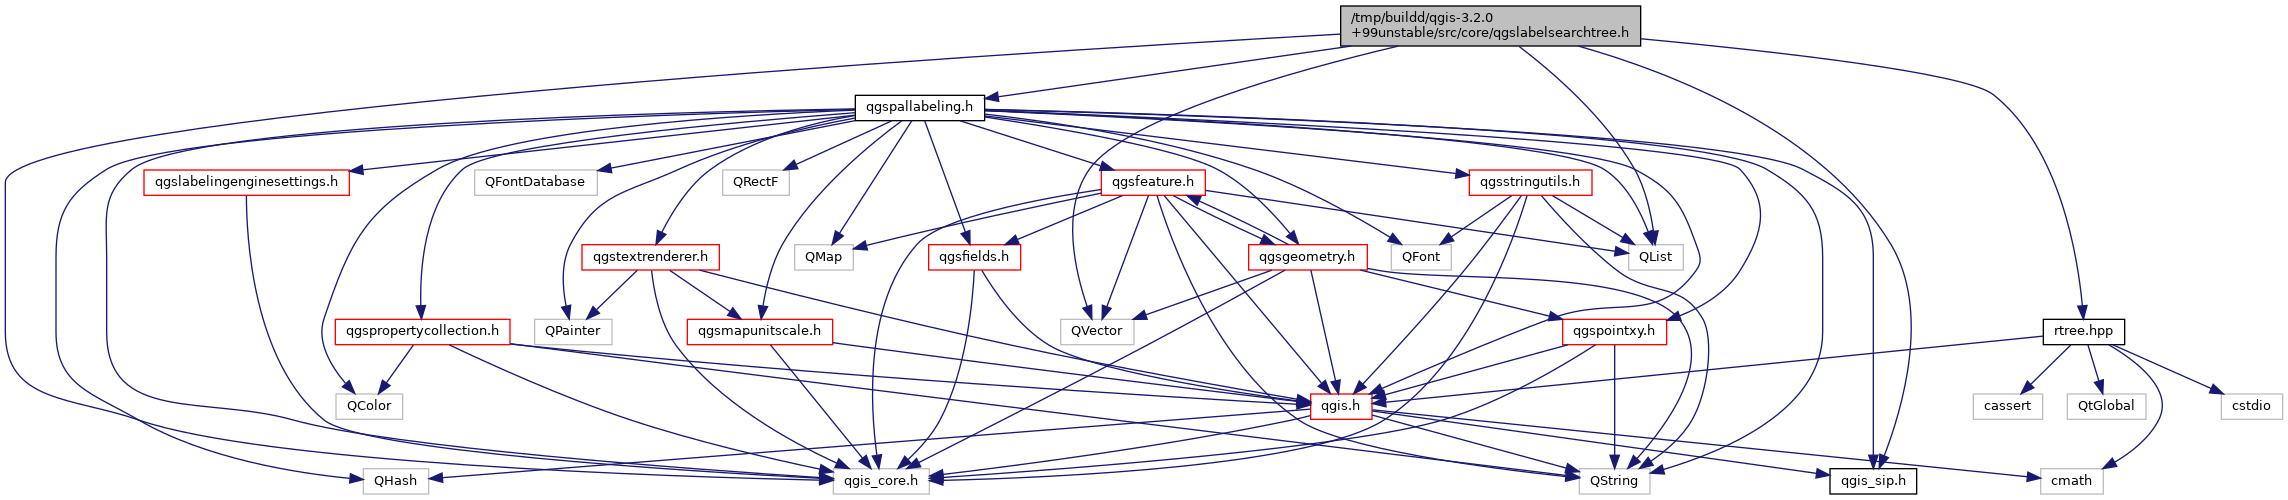 /tmp/buildd/qgis-3.2.0
+99unstable/src/core/qgslabelsearchtree.h
qgspallabeling.h
qgslabelingenginesettings.h
QFontDatabase
QRectF
qgsfeature.h
qgsstringutils.h
qgstextrenderer.h
QMap
qgsfields.h
qgsgeometry.h
QFont
QList
qgspropertycollection.h
QPainter
qgsmapunitscale.h
QVector
qgspointxy.h
rtree.hpp
QColor
qgis.h
cassert
QtGlobal
cstdio
QHash
qgis_core.h
QString
qgis_sip.h
cmath